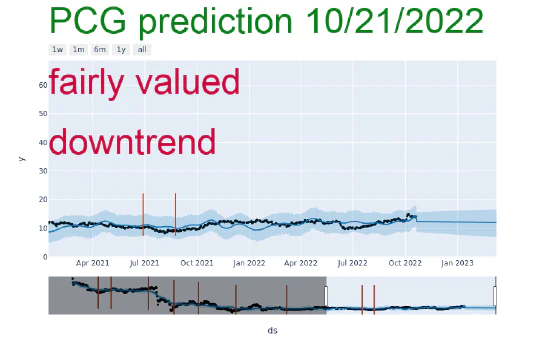 PCG prediction 10/21/2022
1w 1m 6m 1y all
fairly valued
downtrend
60
50
40
30
20
10
0
y
Apr 2021 Jul 2021 Oct 2021 Jan 2022 Apr 2022 Jul 2022 Oct 2022 Jan 2023
ds